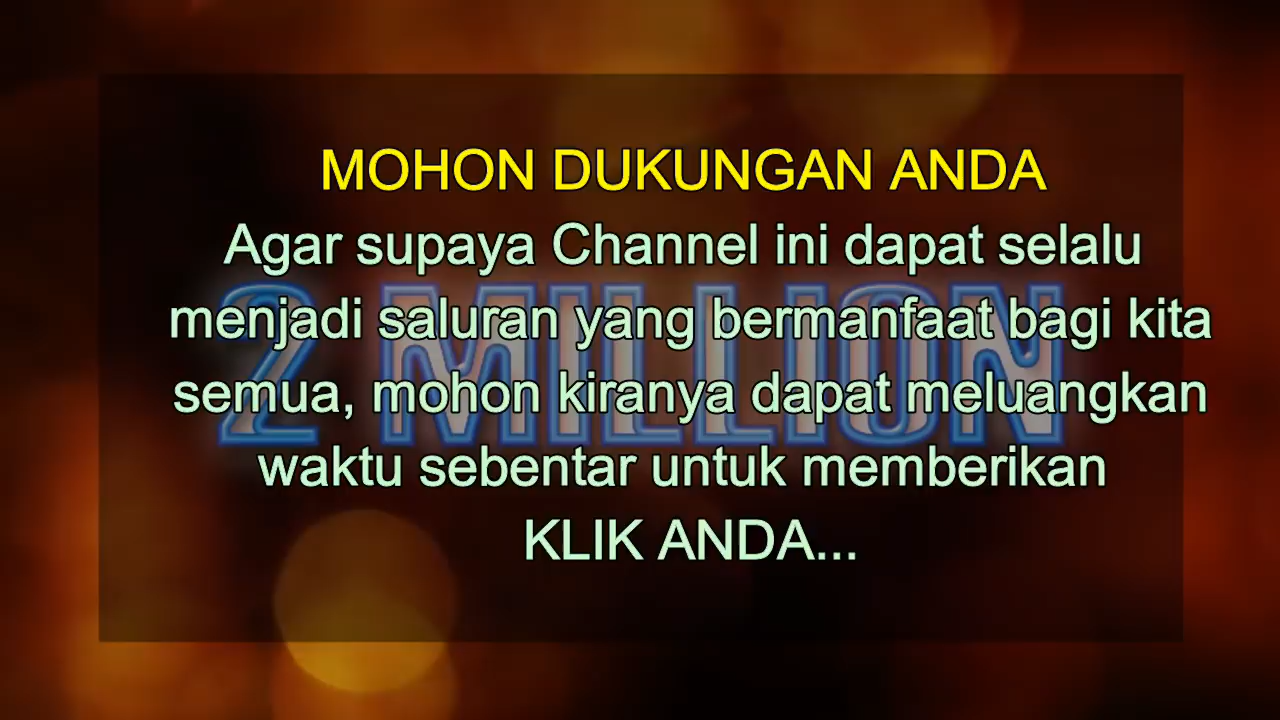 MOHON DUKUNGAN ANDA
Agar supaya Channel ini dapat selalu
menjadi saluran yang bermanfaat bagi kita
semua, mohon kiranya dapat meluangkan
waktu sebentar untuk memberikan
KLIK ANDA...
2 MILLION